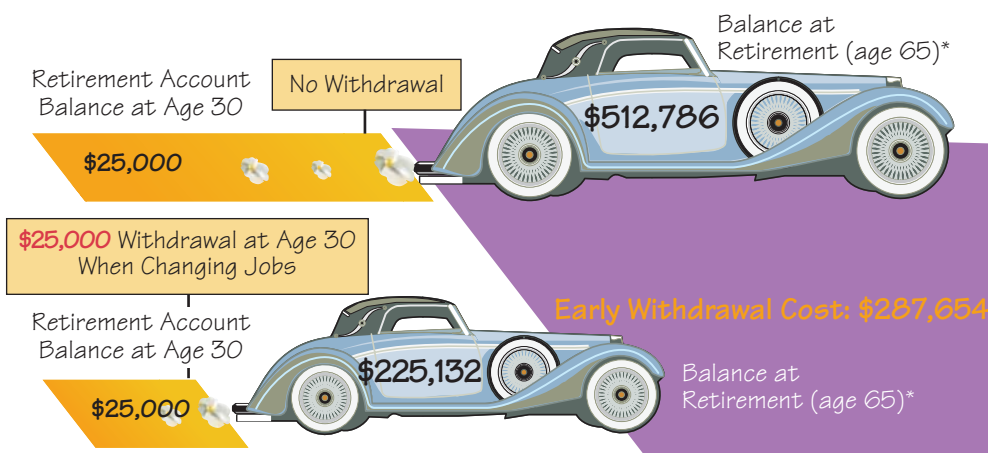 Retirement Account
Balance at Age 30
$25,000
No Withdrawal
$512,786
Balance at
Retirement (age 65)*
$25,000 Withdrawal at Age 30
When Changing Jobs
Retirement Account
Balance at Age 30
$25,000
$225,132
Early Withdrawal Cost: $287,654
Balance at
Retirement (age 65)*